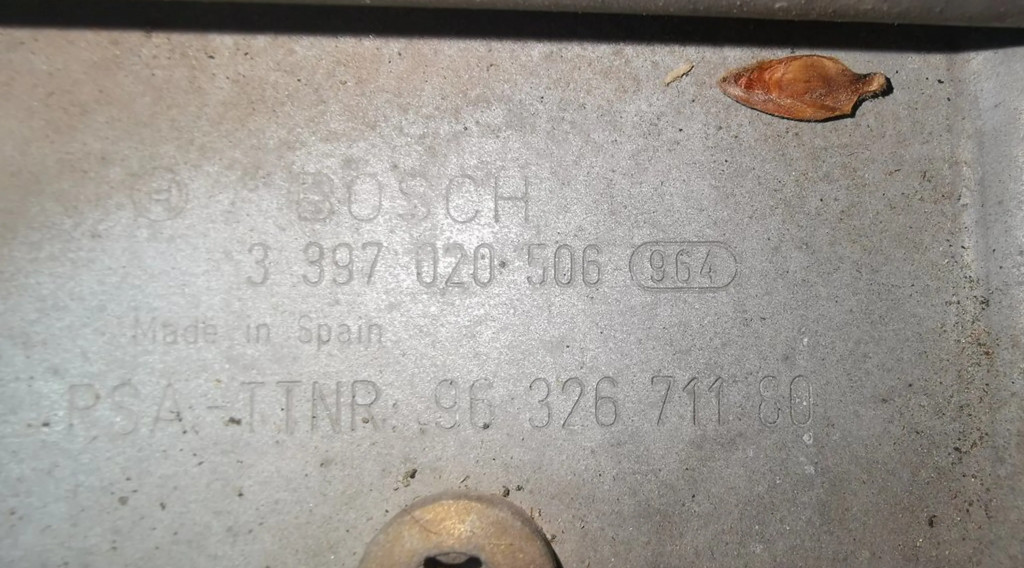 BOSCH
3 397 020 506 964
Made in Spain
PSA-TTNR. 96 326 711 80